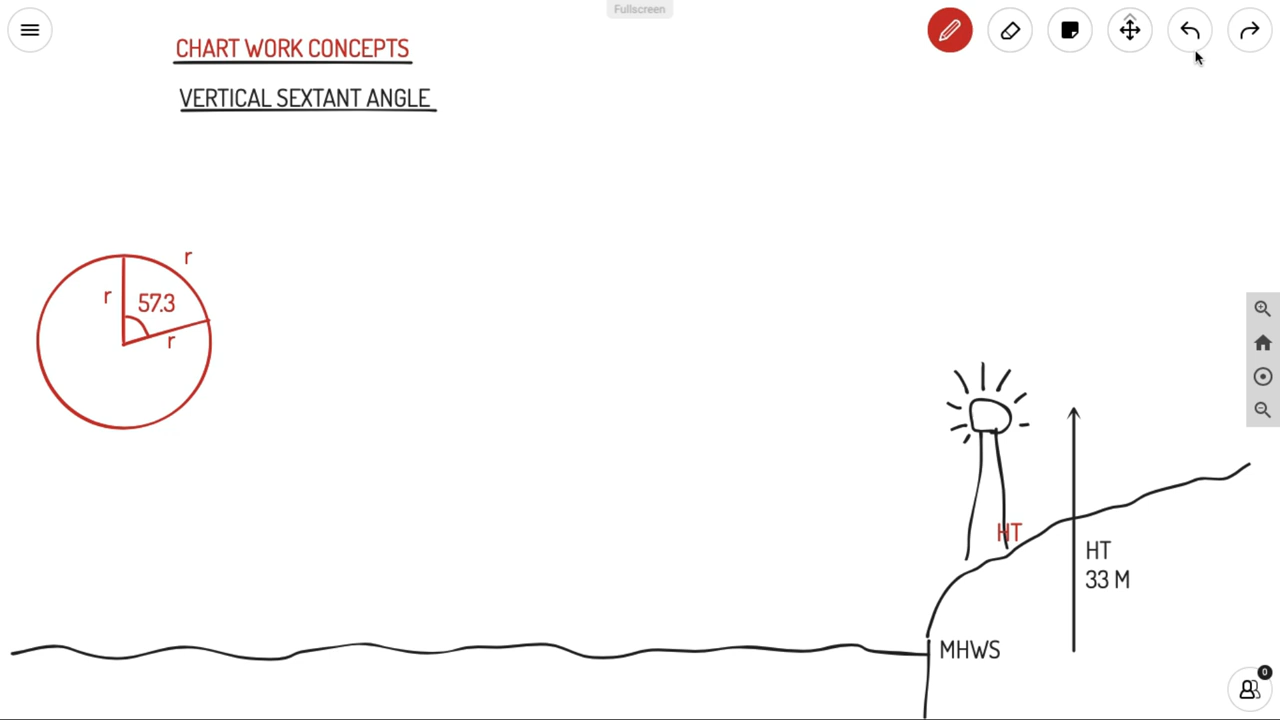 Fullscreen
CHART WORK CONCEPTS
VERTICAL SEXTANT ANGLE
r
r
57.3
r
HT
HT
33 M
MHWS
0